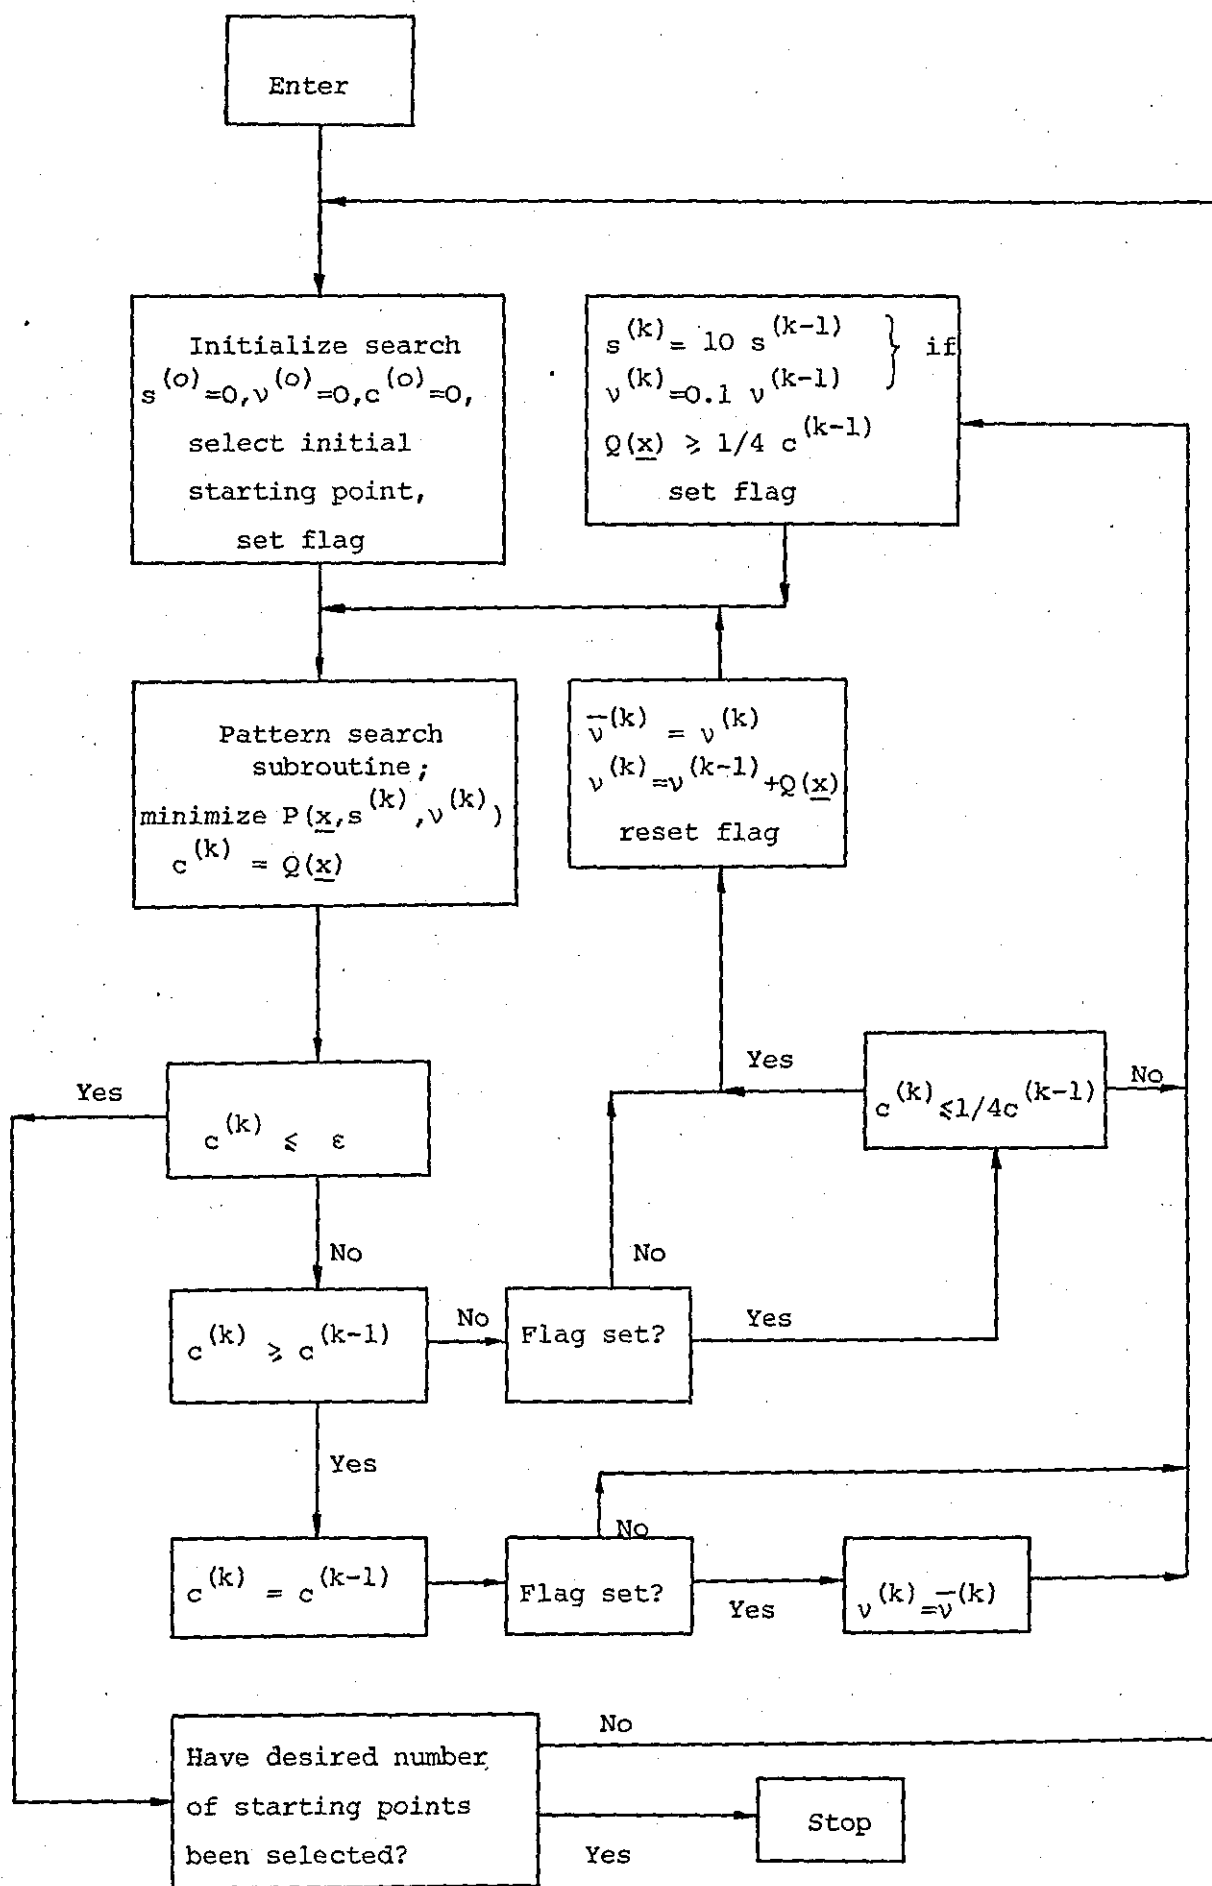 Enter
Initialize search
s^(o)=0,ν^(o)=0,c^(o)=0,
select initial
starting point,
set flag
s^(k)= 10 s^(k-1) } if
ν^(k)=0.1 ν^(k-1)
Q(x) ⩾ 1/4 c^(k-1)
set flag
Pattern search
subroutine;
minimize P(x,s^(k),ν^(k))
c^(k) = Q(x)
ν̄^(k) = ν^(k)
ν^(k)=ν^(k-1)+Q(x)
reset flag
Yes
c^(k) ⩽ ε
No
Yes
c^(k) ⩽1/4c^(k-1)
No
c^(k) ⩾ c^(k-1)
No
Flag set?
No
Yes
Yes
c^(k) = c^(k-1)
Flag set?
No
Yes
ν^(k)=ν̄^(k)
Have desired number
of starting points
been selected?
No
Yes
Stop